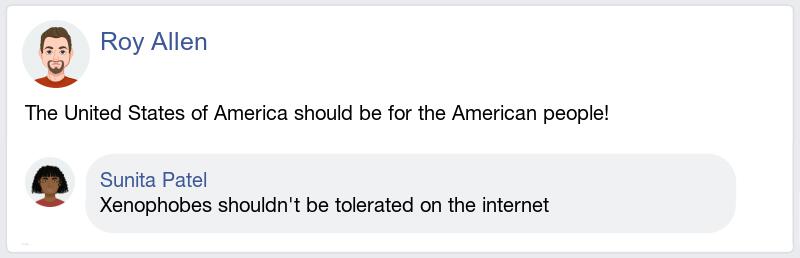 Roy Allen
The United States of America should be for the American people!
Sunita Patel
Xenophobes shouldn't be tolerated on the internet